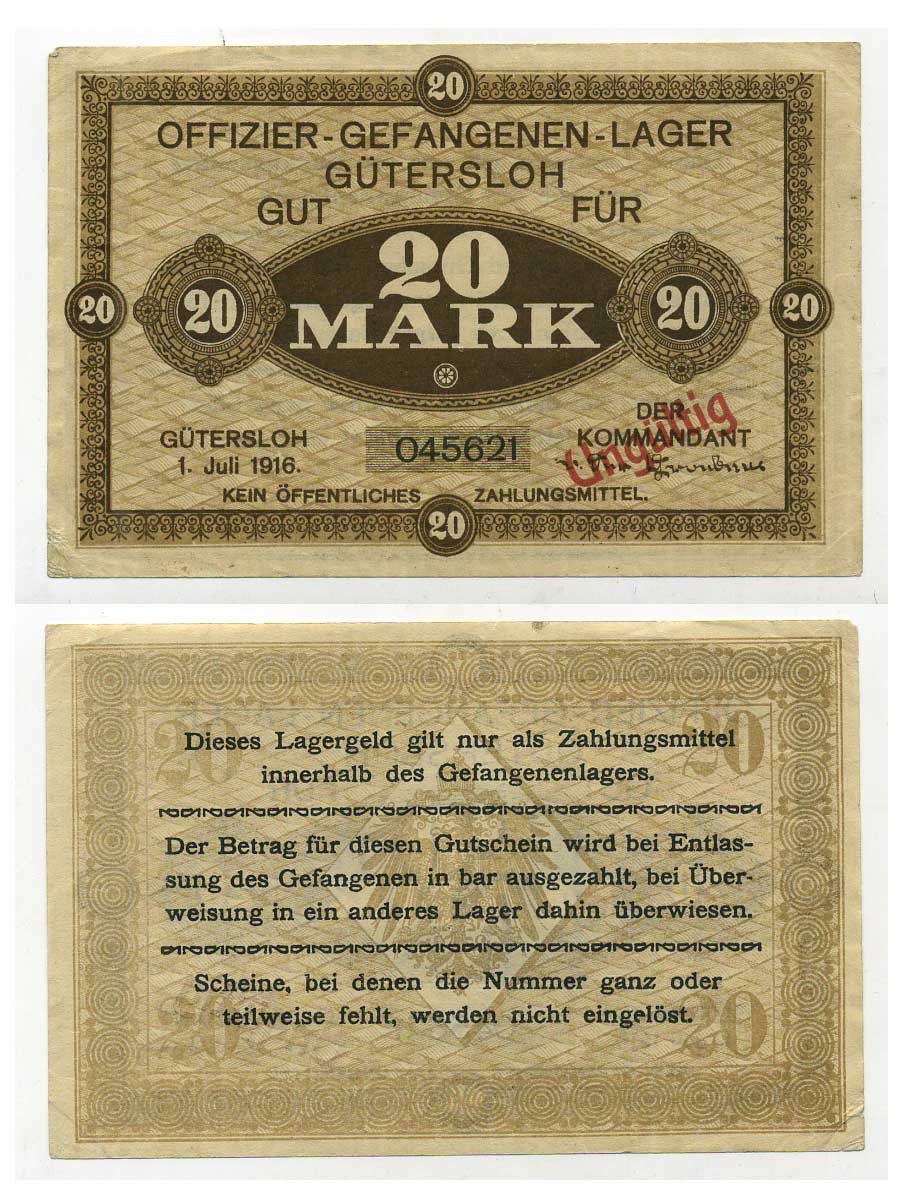 20
OFFIZIER-GEFANGENEN-LAGER
GÜTERSLOH
GUT FÜR
20
MARK
20 20 20 20
GÜTERSLOH
1. Juli 1916.
045621
DER
KOMMANDANT
Ungültig
KEIN ÖFFENTLICHES ZAHLUNGSMITTEL.
20
20 20
Dieses Lagergeld gilt nur als Zahlungsmittel
innerhalb des Gefangenenlagers.
Der Betrag für diesen Gutschein wird bei Entlas-
sung des Gefangenen in bar ausgezahlt, bei Über-
weisung in ein anderes Lager dahin überwiesen.
Scheine, bei denen die Nummer ganz oder
teilweise fehlt, werden nicht eingelöst.
20 20